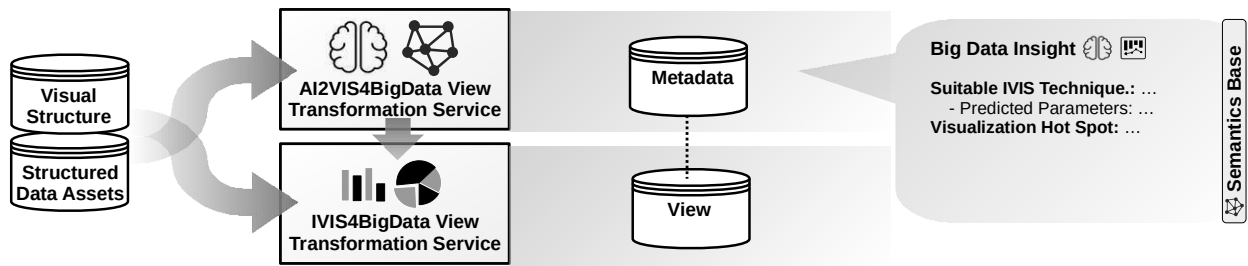 Visual
Structure
Structured
Data Assets
AI2VIS4BigData View
Transformation Service
IVIS4BigData View
Transformation Service
Metadata
View
Big Data Insight
Suitable IVIS Technique.: …
- Predicted Parameters: …
Visualization Hot Spot: …
Semantics Base